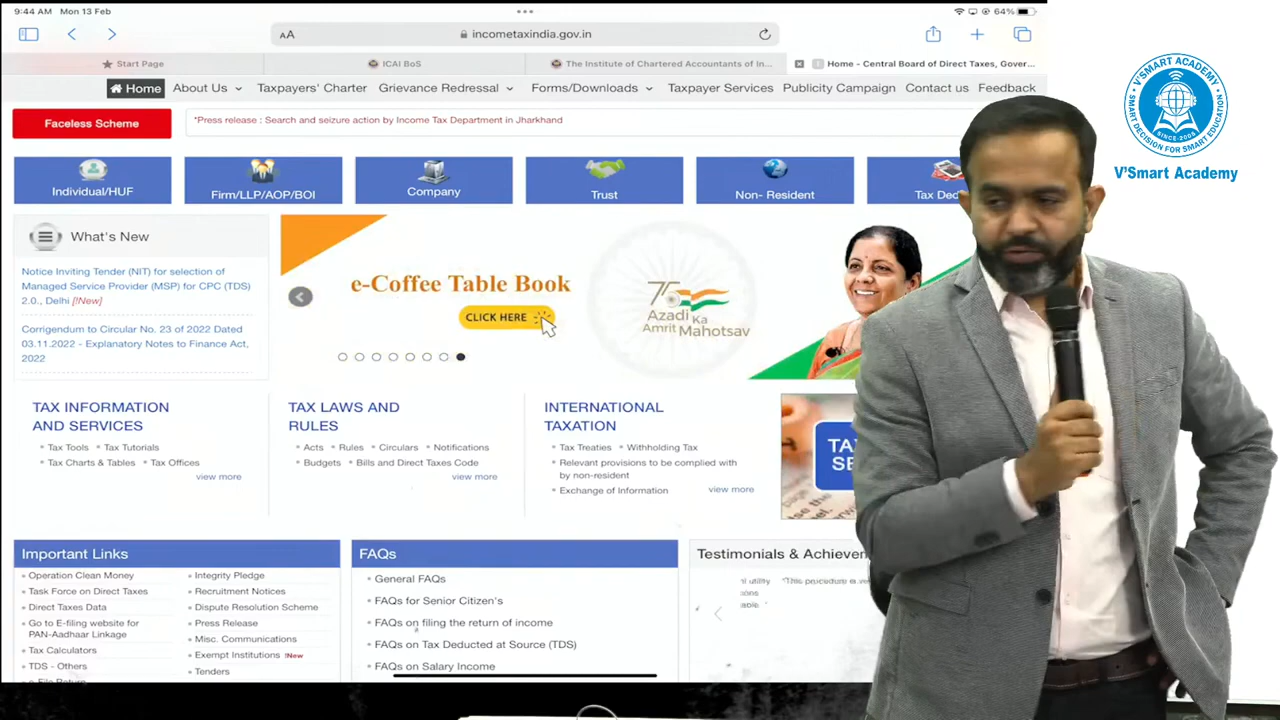 9:44 AM Mon 13 Feb
64%
AA
incometaxindia.gov.in
Start Page
ICAI BoS
The Institute of Chartered Accountants of In...
Home - Central Board of Direct Taxes, Gover...
Home
About Us
Taxpayers' Charter
Grievance Redressal
Forms/Downloads
Taxpayer Services
Publicity Campaign
Contact us
Feedback
Faceless Scheme
*Press release : Search and seizure action by Income Tax Department in Jharkhand
Individual/HUF
Firm/LLP/AOP/BOI
Company
Trust
Non- Resident
Tax
What's New
Notice Inviting Tender (NIT) for selection of
Managed Service Provider (MSP) for CPC (TDS)
2.0., Delhi [!New]
Corrigendum to Circular No. 23 of 2022 Dated
03.11.2022 - Explanatory Notes to Finance Act,
2022
e-Coffee Table Book
CLICK HERE
75
Azadi Ka
Amrit Mahotsav
TAX INFORMATION
AND SERVICES
Tax Tools
Tax Tutorials
Tax Charts & Tables
Tax Offices
view more
TAX LAWS AND
RULES
Acts
Rules
Circulars
Notifications
Budgets
Bills and Direct Taxes Code
view more
INTERNATIONAL
TAXATION
Tax Treaties
Withholding Tax
Relevant provisions to be complied with
by non-resident
Exchange of Information
view more
Important Links
Operation Clean Money
Task Force on Direct Taxes
Direct Taxes Data
Go to E-filing website for
PAN-Aadhaar Linkage
Tax Calculators
TDS - Others
Integrity Pledge
Recruitment Notices
Dispute Resolution Scheme
Press Release
Misc. Communications
Exempt Institutions !New
Tenders
FAQs
General FAQs
FAQs for Senior Citizen's
FAQs on filing the return of income
FAQs on Tax Deducted at Source (TDS)
FAQs on Salary Income
Testimonials &
V'SMART ACADEMY
SMART DECISION FOR SMART EDUCATION
SINCE-2008
V'Smart Academy